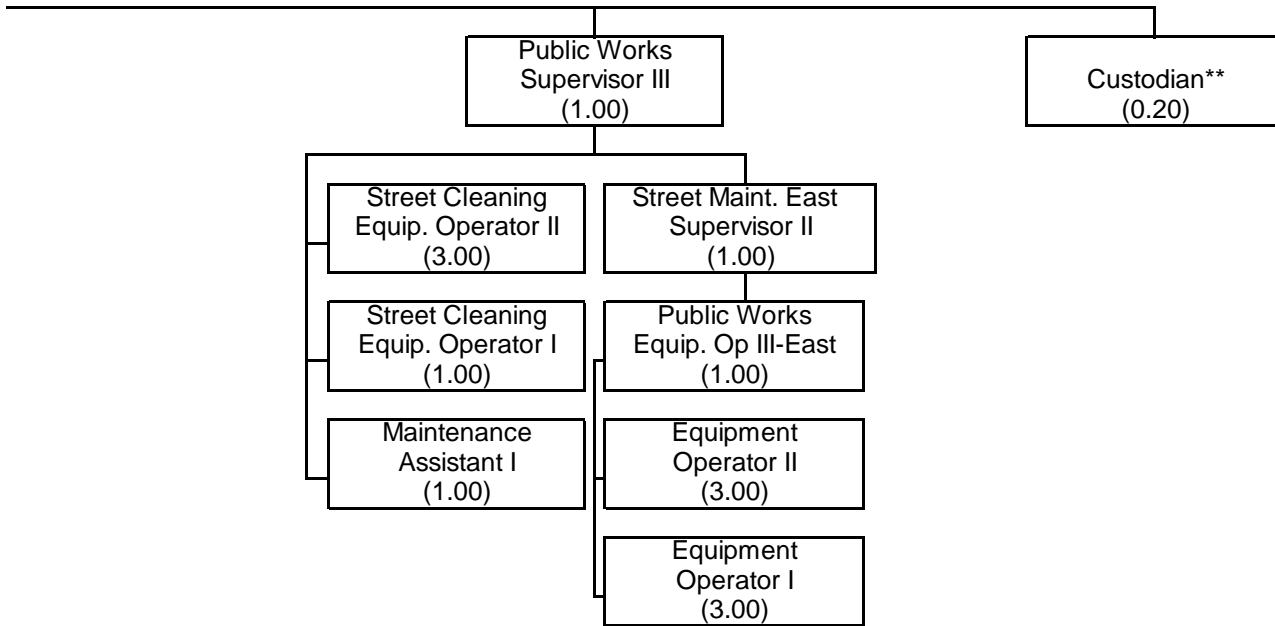 Public Works
Supervisor III
(1.00)
Custodian**
(0.20)
Street Cleaning
Equip. Operator II
(3.00)
Street Maint. East
Supervisor II
(1.00)
Street Cleaning
Equip. Operator I
(1.00)
Public Works
Equip. Op III-East
(1.00)
Maintenance
Assistant I
(1.00)
Equipment
Operator II
(3.00)
Equipment
Operator I
(3.00)